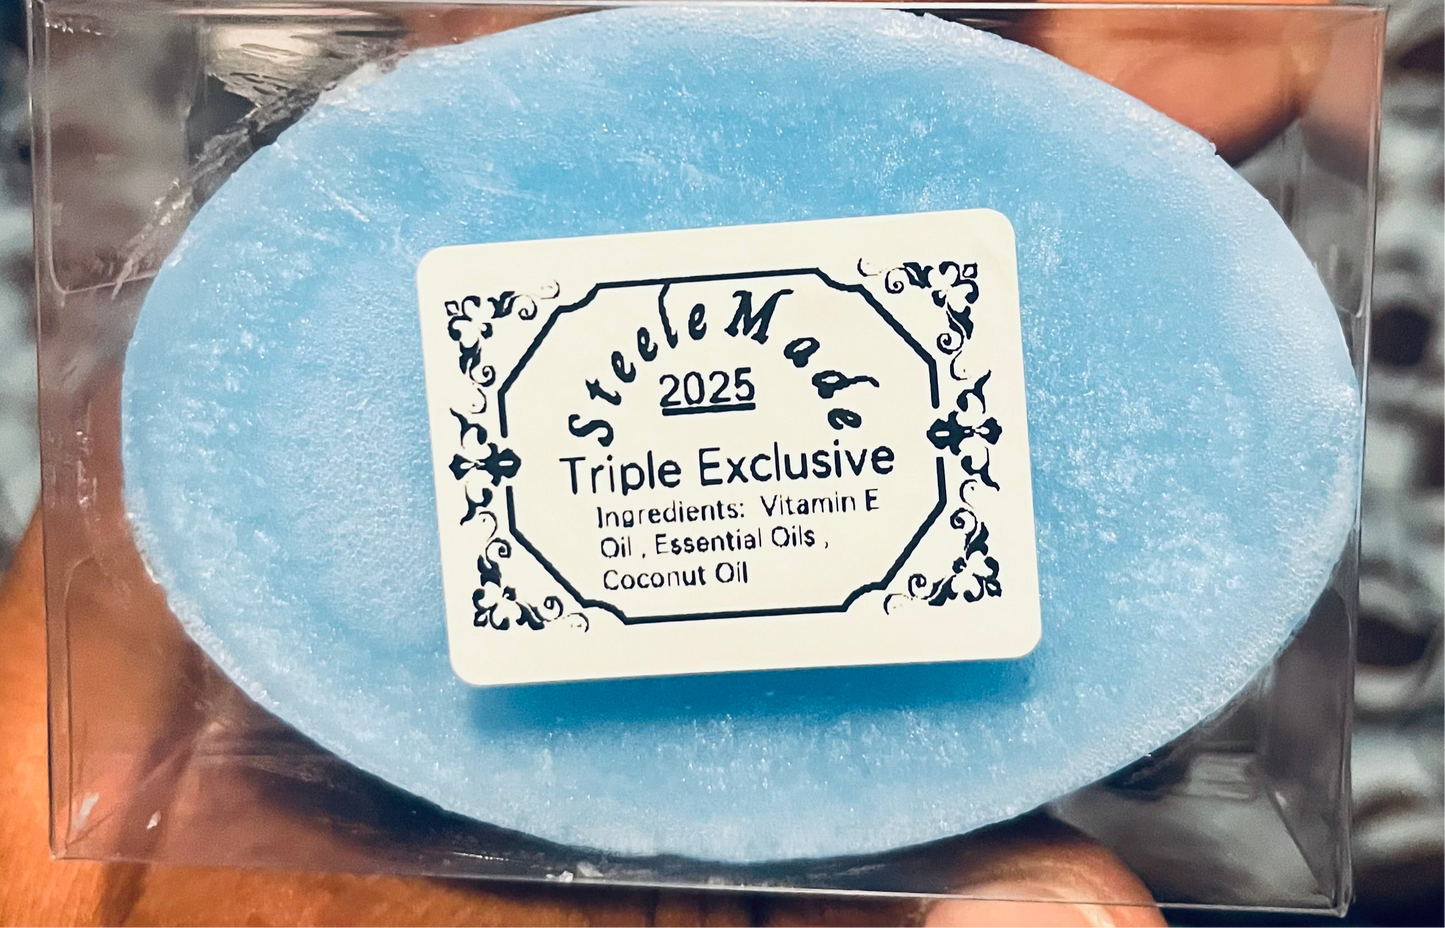 SteeleMade
2025
Triple Exclusive
Ingredients: Vitamin E
Oil , Essential Oils ,
Coconut Oil